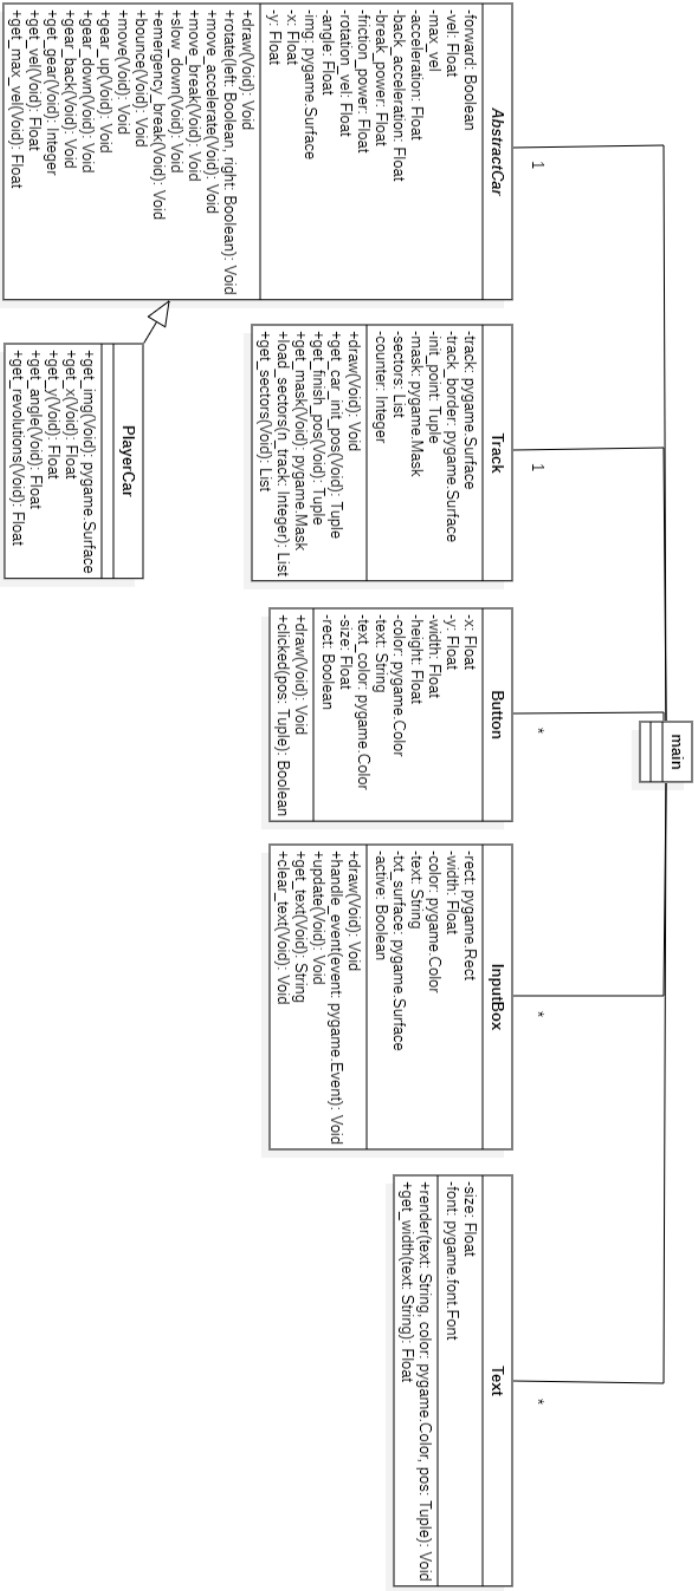 main
AbstractCar
-forward: Boolean
-vel: Float
-max_vel
-acceleration: Float
-back_acceleration: Float
-break_power: Float
-friction_power: Float
-rotation_vel: Float
-angle: Float
-img: pygame.Surface
-x: Float
-y: Float
+draw(Void): Void
+rotate(left: Boolean, right: Boolean): Void
+move_accelerate(Void): Void
+move_break(Void): Void
+slow_down(Void): Void
+emergency_break(Void): Void
+bounce(Void): Void
+move(Void): Void
+gear_up(Void): Void
+gear_down(Void): Void
+gear_back(Void): Void
+get_gear(Void): Integer
+get_vel(Void): Float
+get_max_vel(Void): Float
1
Track
-track: pygame.Surface
-track_border: pygame.Surface
-init_point: Tuple
-mask: pygame.Mask
-sectors: List
-counter: Integer
+draw(Void): Void
+get_car_init_pos(Void): Tuple
+get_finish_pos(Void): Tuple
+get_mask(Void): pygame.Mask
+load_sectors(n_track: Integer): List
+get_sectors(Void): List
1
Button
-x: Float
-y: Float
-width: Float
-height: Float
-color: pygame.Color
-text: String
-text_color: pygame.Color
-size: Float
-rect: Boolean
+draw(Void): Void
+clicked(pos: Tuple): Boolean
*
InputBox
-rect: pygame.Rect
-width: Float
-color: pygame.Color
-text: String
-txt_surface: pygame.Surface
-active: Boolean
+draw(Void): Void
+handle_event(event: pygame.Event): Void
+update(Void): Void
+get_text(Void): String
+clear_text(Void): Void
*
Text
-size: Float
-font: pygame.font.Font
+render(text: String, color: pygame.Color, pos: Tuple): Void
+get_width(text: String): Float
*
PlayerCar
+get_img(Void): pygame.Surface
+get_x(Void): Float
+get_y(Void): Float
+get_angle(Void): Float
+get_revolutions(Void): Float